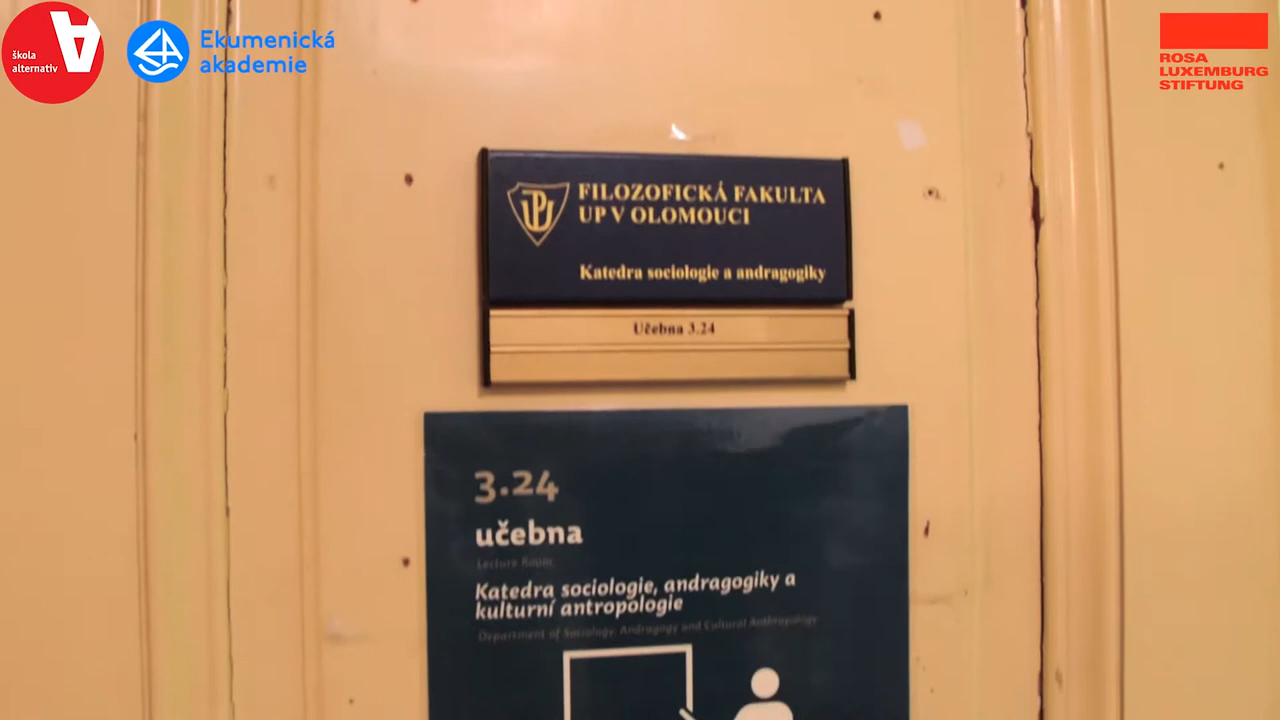 škola
alternativ
Ekumenická
akademie
ROSA
LUXEMBURG
STIFTUNG
FILOZOFICKÁ FAKULTA
UP V OLOMOUCI
Katedra sociologie a andragogiky
Učebna 3.24
3.24
učebna
Lecture Room
Katedra sociologie, andragogiky a
kulturní antropologie
Department of Sociology, Andragogy and Cultural Anthropology